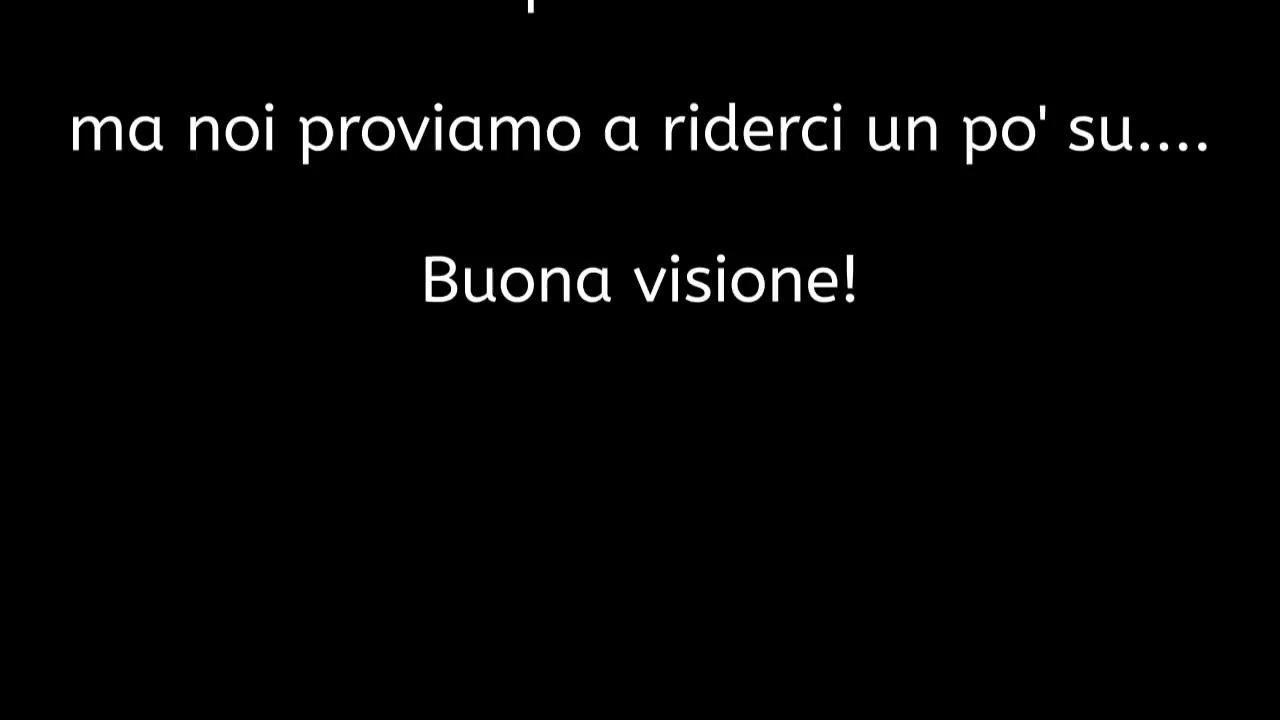 ma noi proviamo a riderci un po' su....
Buona visione!